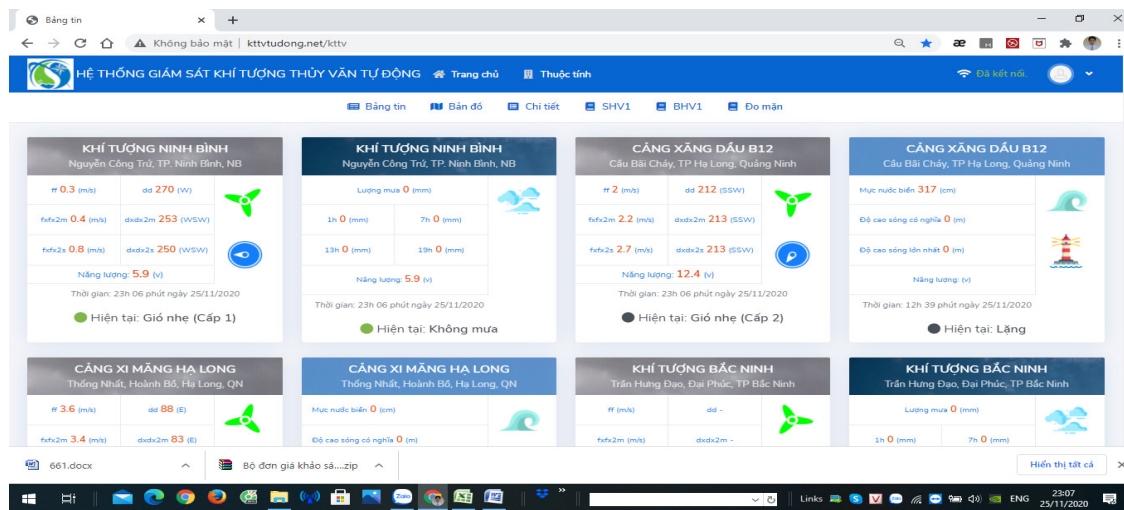 Bảng tin
Không bảo mật | kttvtudong.net/kttv
HỆ THỐNG GIÁM SÁT KHÍ TƯỢNG THỦY VĂN TỰ ĐỘNG Trang chủ Thuộc tính Đã kết nối.
Bảng tin Bản đồ Chi tiết SHV1 BHV1 Đo mặn
KHÍ TƯỢNG NINH BÌNH
Nguyễn Công Trứ, TP. Ninh Bình, NB
ff 0.3 (m/s) dd 270 (W)
fxfx2m 0.4 (m/s) dxdx2m 253 (WSW)
fxfx2s 0.8 (m/s) dxdx2s 250 (WSW)
Năng lượng: 5.9 (v)
Thời gian: 23h 06 phút ngày 25/11/2020
Hiện tại: Gió nhẹ (Cấp 1)
KHÍ TƯỢNG NINH BÌNH
Nguyễn Công Trứ, TP. Ninh Bình, NB
Lượng mưa 0 (mm)
1h 0 (mm) 7h 0 (mm)
13h 0 (mm) 19h 0 (mm)
Năng lượng: 5.9 (v)
Thời gian: 23h 06 phút ngày 25/11/2020
Hiện tại: Không mưa
CẢNG XĂNG DẦU B12
Cầu Bãi Cháy, TP Hạ Long, Quảng Ninh
ff 2 (m/s) dd 212 (SSW)
fxfx2m 2.2 (m/s) dxdx2m 213 (SSW)
fxfx2s 2.7 (m/s) dxdx2s 213 (SSW)
Năng lượng: 12.4 (v)
Thời gian: 23h 06 phút ngày 25/11/2020
Hiện tại: Gió nhẹ (Cấp 2)
CẢNG XĂNG DẦU B12
Cầu Bãi Cháy, TP Hạ Long, Quảng Ninh
Mực nước biển 317 (cm)
Độ cao sóng có nghĩa 0 (m)
Độ cao sóng lớn nhất 0 (m)
Năng lượng: (v)
Thời gian: 12h 39 phút ngày 25/11/2020
Hiện tại: Lặng
CẢNG XI MĂNG HẠ LONG
Thống Nhất, Hoành Bồ, Hạ Long, QN
ff 3.6 (m/s) dd 88 (E)
fxfx2m 3.4 (m/s) dxdx2m 83 (E)
CẢNG XI MĂNG HẠ LONG
Thống Nhất, Hoành Bồ, Hạ Long, QN
Mực nước biển 0 (cm)
Độ cao sóng có nghĩa 0 (m)
KHÍ TƯỢNG BẮC NINH
Trần Hưng Đạo, Đại Phúc, TP Bắc Ninh
ff (m/s) dd -
fxfx2m (m/s) dxdx2m -
KHÍ TƯỢNG BẮC NINH
Trần Hưng Đạo, Đại Phúc, TP Bắc Ninh
Lượng mưa 0 (mm)
1h 0 (mm) 7h 0 (mm)
661.docx Bộ đơn giá khảo sá....zip Hiển thị tất cả
Zalo Links ENG 23:07
25/11/2020